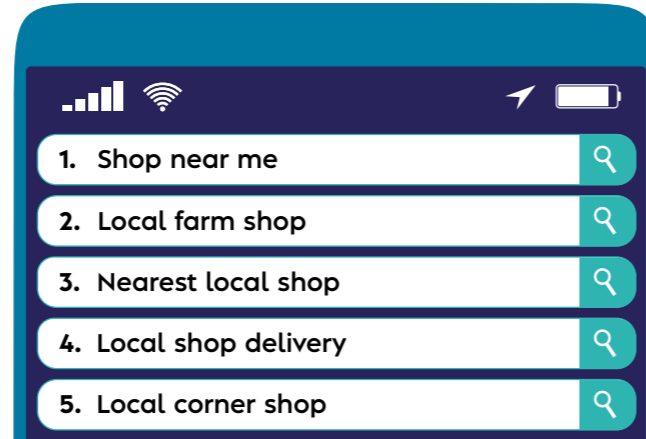 1. Shop near me
2. Local farm shop
3. Nearest local shop
4. Local shop delivery
5. Local corner shop